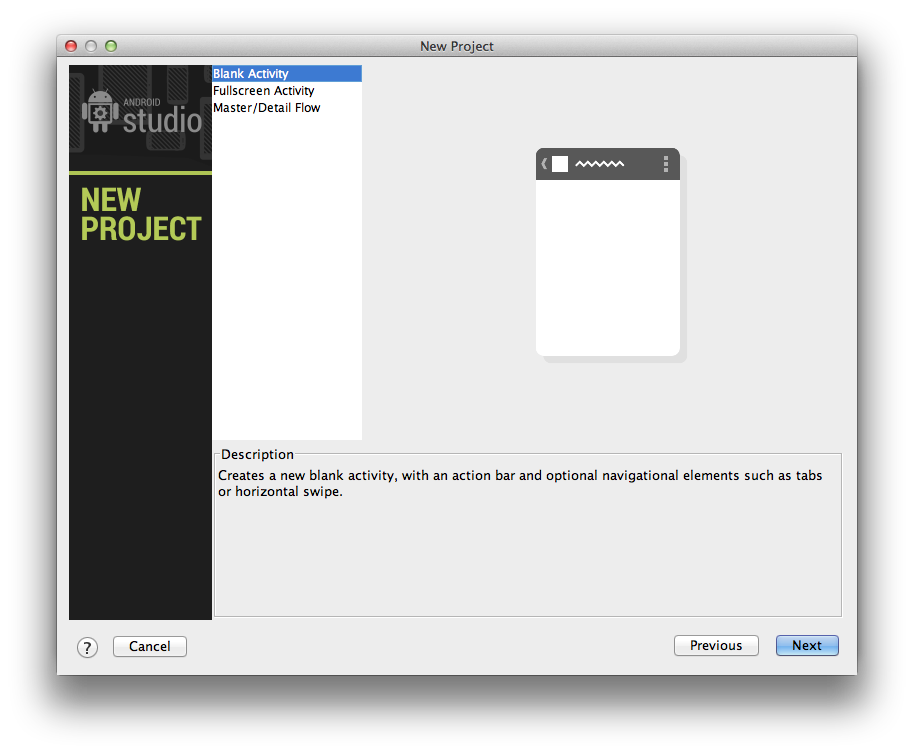 New Project
ANDROID
studio
NEW
PROJECT
Blank Activity
Fullscreen Activity
Master/Detail Flow
Description
Creates a new blank activity, with an action bar and optional navigational elements such as tabs
or horizontal swipe.
?
Cancel
Previous
Next